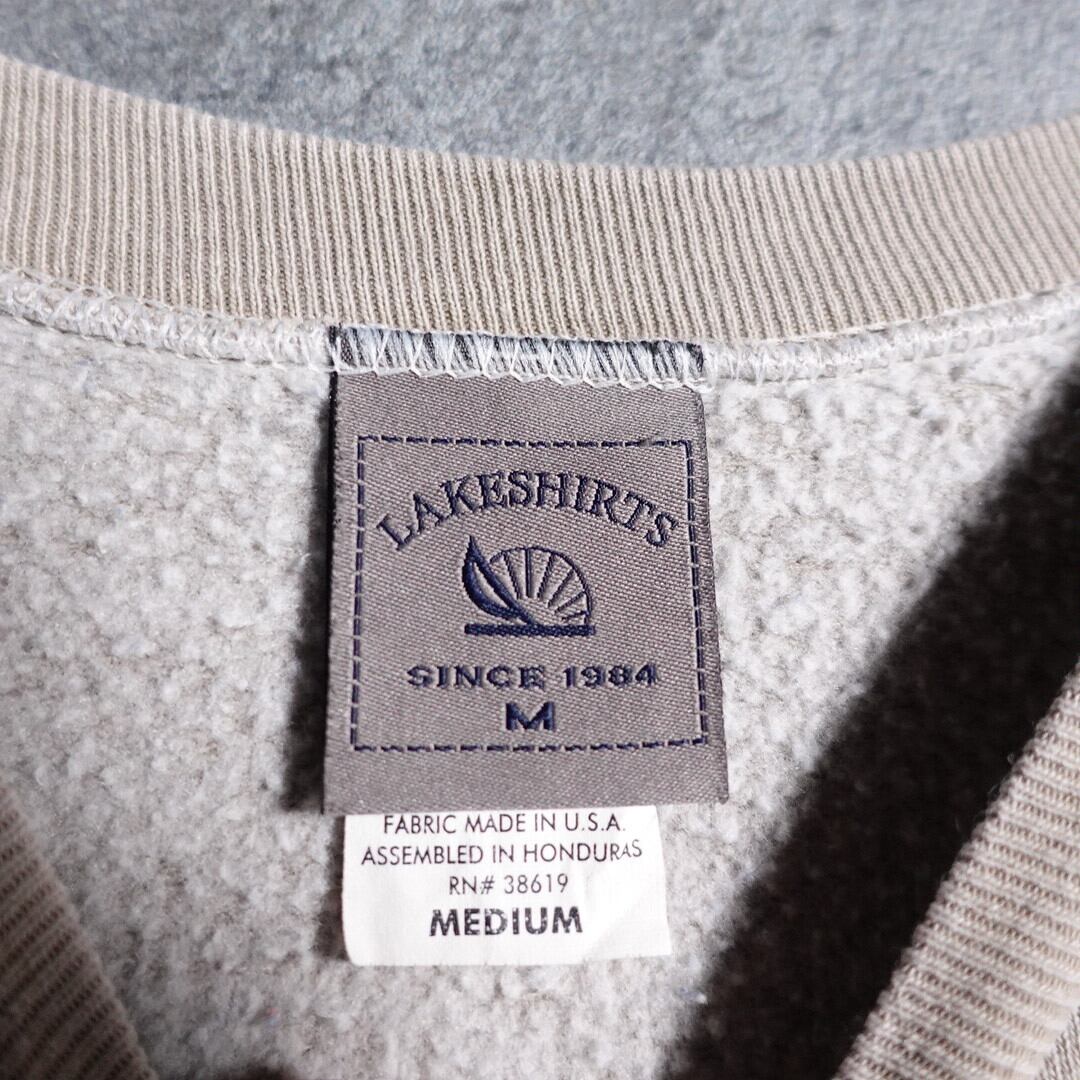 LAKESHIRTS
SINCE 1984
M
FABRIC MADE IN U.S.A.
ASSEMBLED IN HONDURAS
RN# 38619
MEDIUM